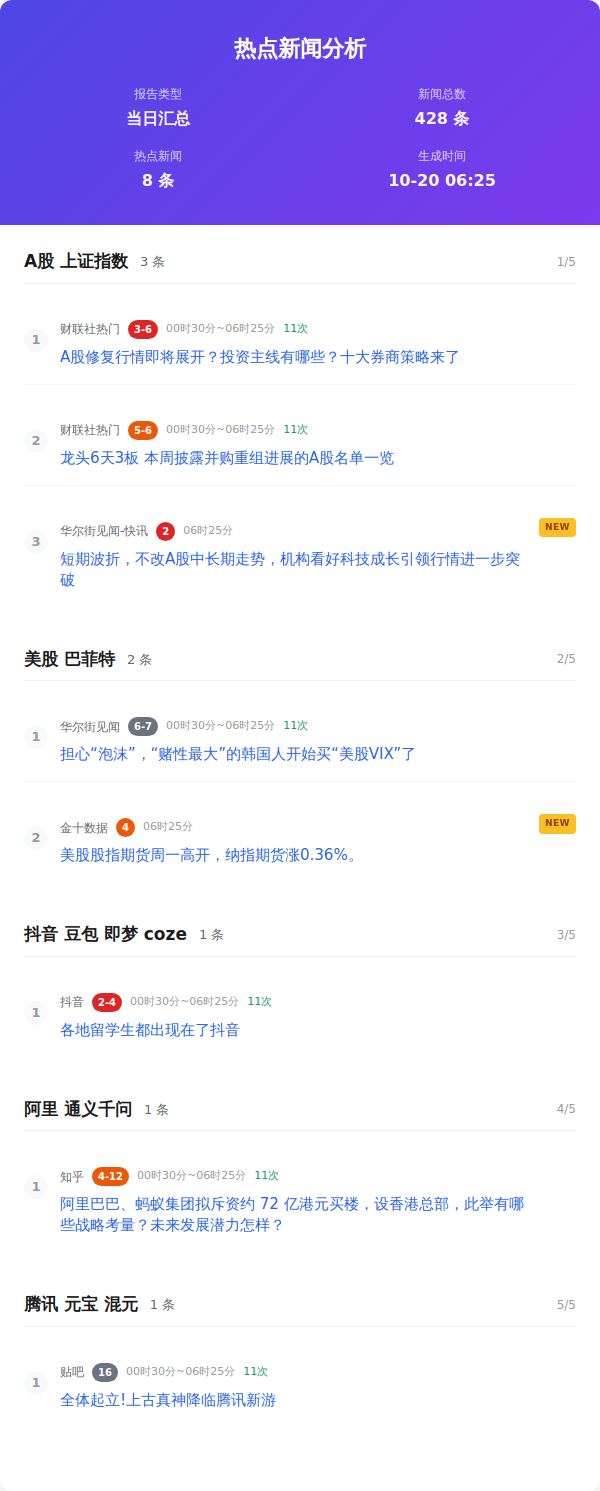 热点新闻分析
报告类型
当日汇总
新闻总数
428 条
热点新闻
8 条
生成时间
10-20 06:25
A股 上证指数 3 条 1/5
1
财联社热门 3-6 00时30分~06时25分 11次
A股修复行情即将展开？投资主线有哪些？十大券商策略来了
2
财联社热门 5-6 00时30分~06时25分 11次
龙头6天3板 本周披露并购重组进展的A股名单一览
3
华尔街见闻-快讯 2 06时25分 NEW
短期波折，不改A股中长期走势，机构看好科技成长引领行情进一步突
破
美股 巴菲特 2 条 2/5
1
华尔街见闻 6-7 00时30分~06时25分 11次
担心“泡沫”，“赌性最大”的韩国人开始买“美股VIX”了
2
金十数据 4 06时25分 NEW
美股股指期货周一高开，纳指期货涨0.36%。
抖音 豆包 即梦 coze 1 条 3/5
1
抖音 2-4 00时30分~06时25分 11次
各地留学生都出现在了抖音
阿里 通义千问 1 条 4/5
1
知乎 4-12 00时30分~06时25分 11次
阿里巴巴、蚂蚁集团拟斥资约 72 亿港元买楼，设香港总部，此举有哪
些战略考量？未来发展潜力怎样？
腾讯 元宝 混元 1 条 5/5
1
贴吧 16 00时30分~06时25分 11次
全体起立!上古真神降临腾讯新游